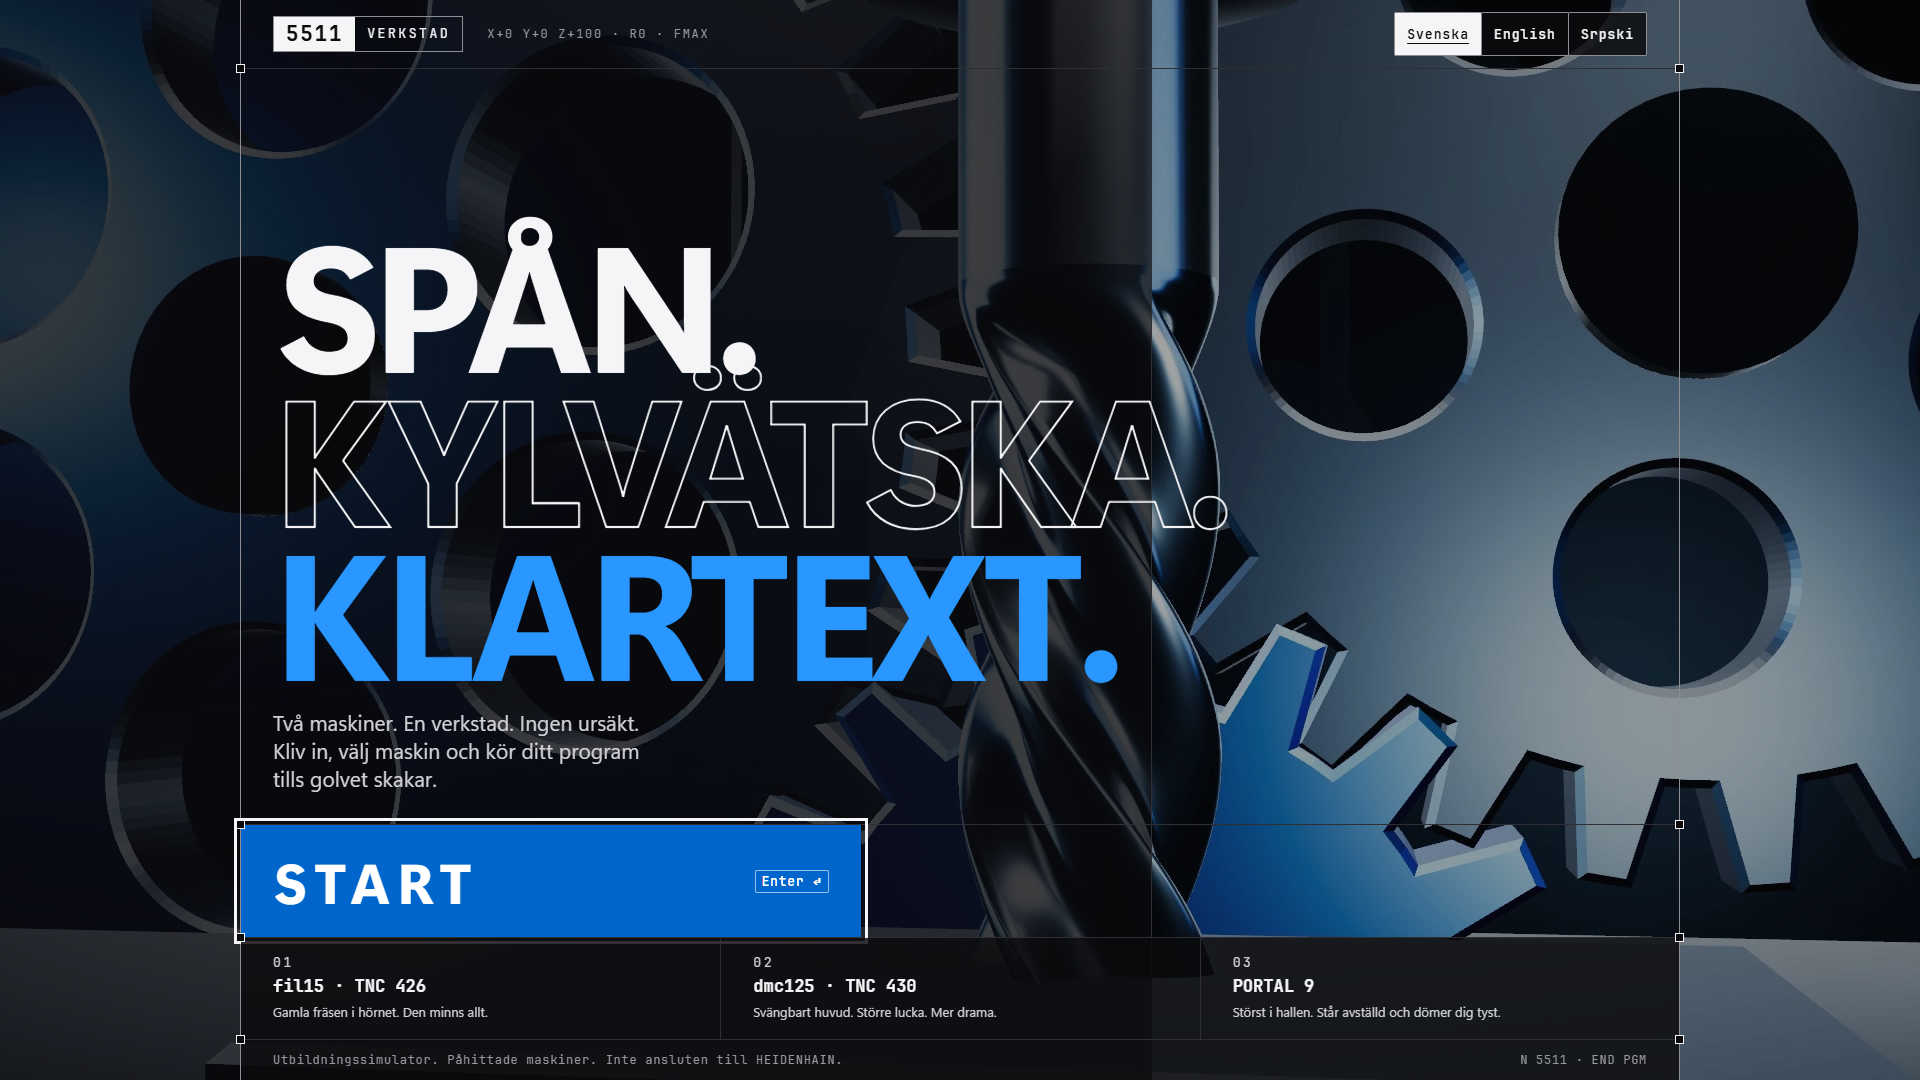 5511 VERKSTAD X+0 Y+0 Z+100 · R0 · FMAX
Svenska English Srpski
SPÅN.
KYLVÄTSKA.
KLARTEXT.
Två maskiner. En verkstad. Ingen ursäkt.
Kliv in, välj maskin och kör ditt program
tills golvet skakar.
START Enter ⏎
01
fil15 · TNC 426
Gamla fräsen i hörnet. Den minns allt.
02
dmc125 · TNC 430
Svängbart huvud. Större lucka. Mer drama.
03
PORTAL 9
Störst i hallen. Står avställd och dömer dig tyst.
Utbildningssimulator. Påhittade maskiner. Inte ansluten till HEIDENHAIN.
N 5511 · END PGM